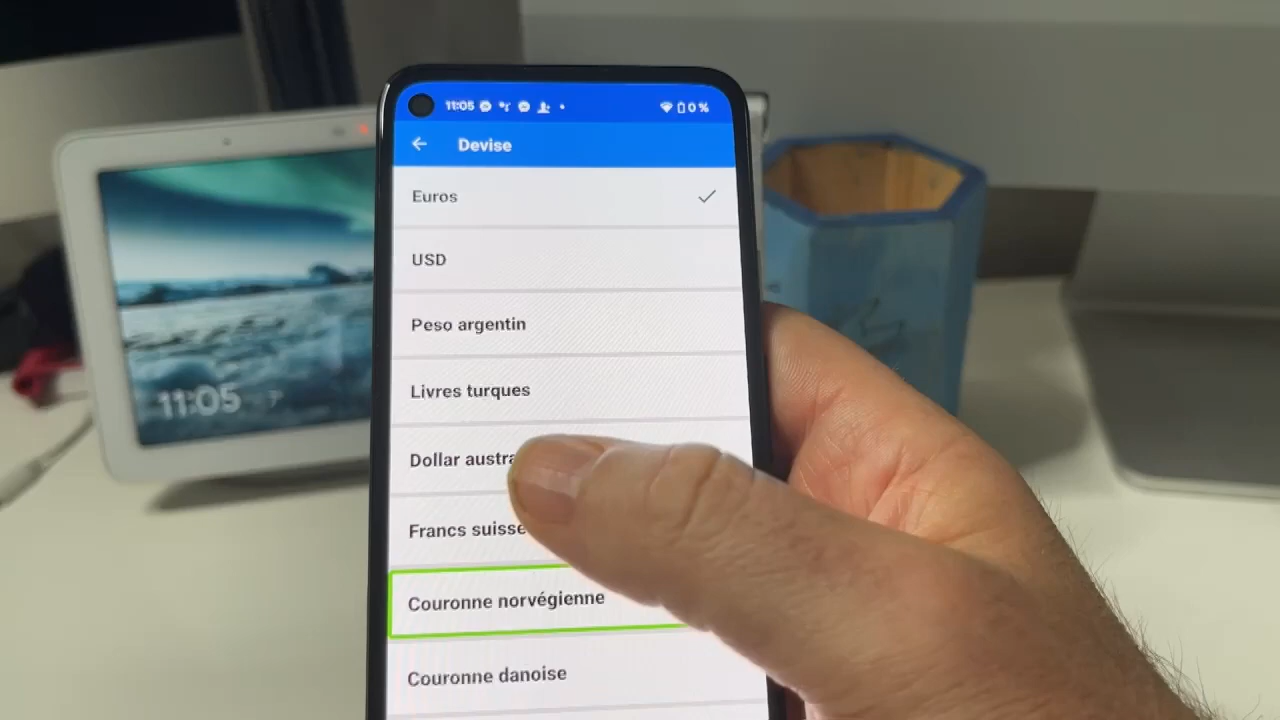 11:05 0%
Devise
Euros
USD
Peso argentin
Livres turques
Dollar austra
Francs suisse
Couronne norvégienne
Couronne danoise
11:05